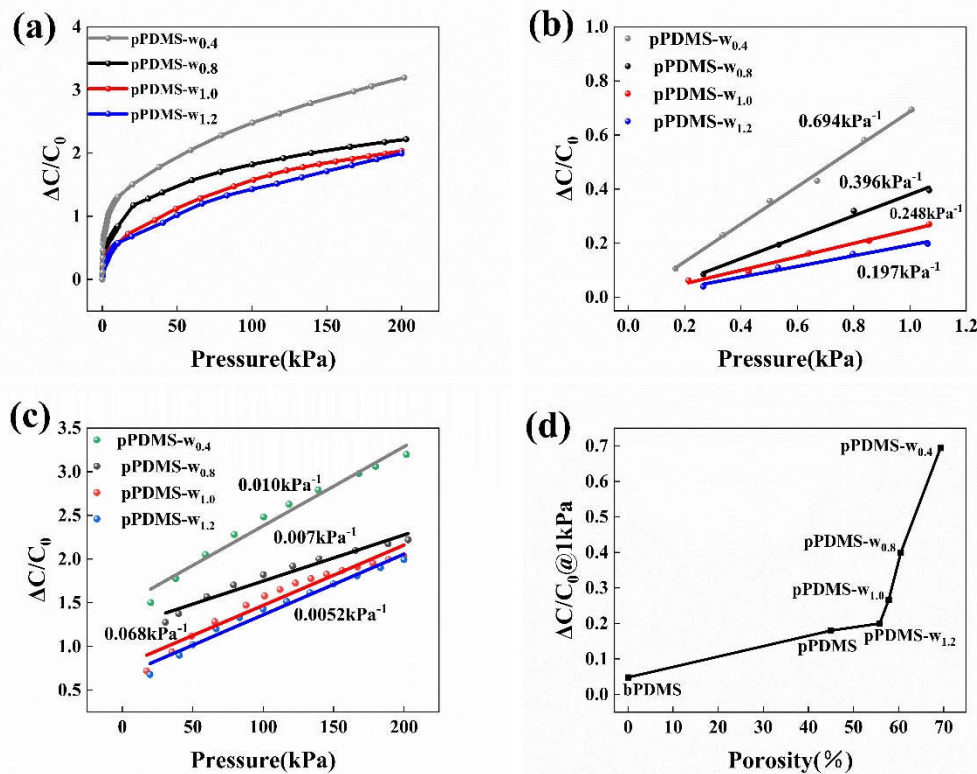 (a)
pPDMS-w0.4
pPDMS-w0.8
pPDMS-w1.0
pPDMS-w1.2
4
3
2
1
0
ΔC/C0
0 50 100 150 200
Pressure(kPa)
(b)
pPDMS-w0.4
pPDMS-w0.8
pPDMS-w1.0
pPDMS-w1.2
0.694kPa-1
0.396kPa-1
0.248kPa-1
0.197kPa-1
1.0
0.8
0.6
0.4
0.2
0.0
ΔC/C0
0.0 0.2 0.4 0.6 0.8 1.0 1.2
Pressure(kPa)
(c)
pPDMS-w0.4
pPDMS-w0.8
pPDMS-w1.0
pPDMS-w1.2
0.010kPa-1
0.007kPa-1
0.068kPa-1
0.0052kPa-1
3.5
3.0
2.5
2.0
1.5
1.0
0.5
ΔC/C0
0 50 100 150 200
Pressure(kPa)
(d)
pPDMS-w0.4
pPDMS-w0.8
pPDMS-w1.0
pPDMS
pPDMS-w1.2
bPDMS
0.7
0.6
0.5
0.4
0.3
0.2
0.1
0.0
ΔC/C0@1kPa
0 10 20 30 40 50 60 70
Porosity(%)